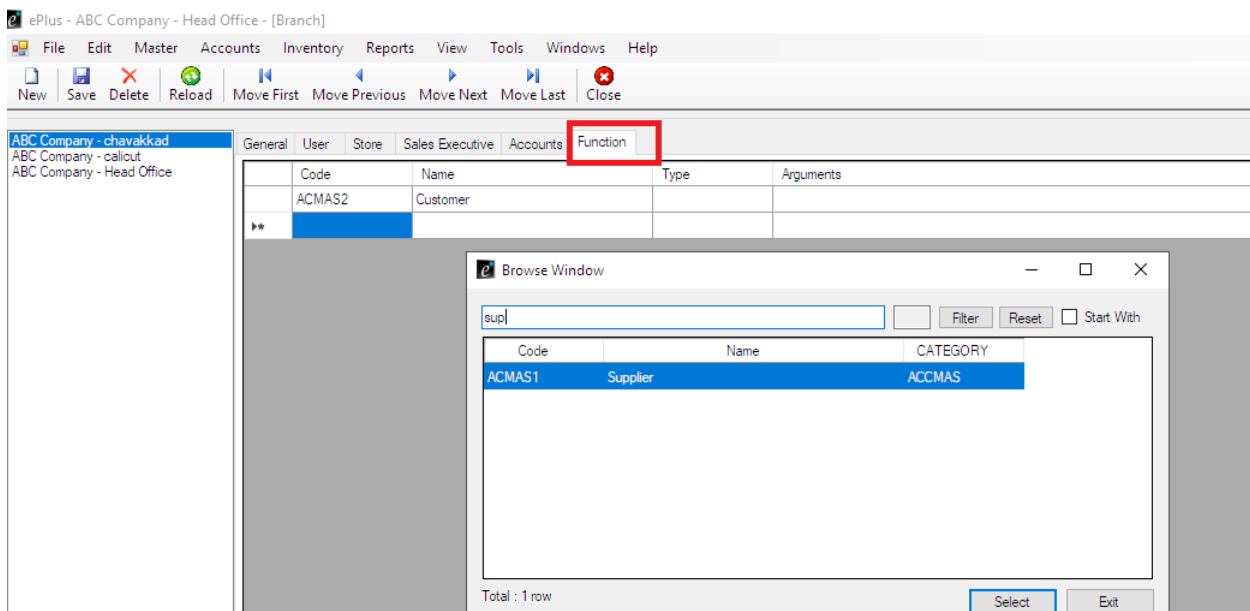 ePlus - ABC Company - Head Office - [Branch]
File Edit Master Accounts Inventory Reports View Tools Windows Help
New Save Delete Reload Move First Move Previous Move Next Move Last Close
ABC Company - chavakkad
ABC Company - calicut
ABC Company - Head Office
General User Store Sales Executive Accounts Function
Code Name Type Arguments
ACMAS2 Customer
Browse Window
sup Filter Reset Start With
Code Name CATEGORY
ACMAS1 Supplier ACCMAS
Total : 1 row
Select Exit